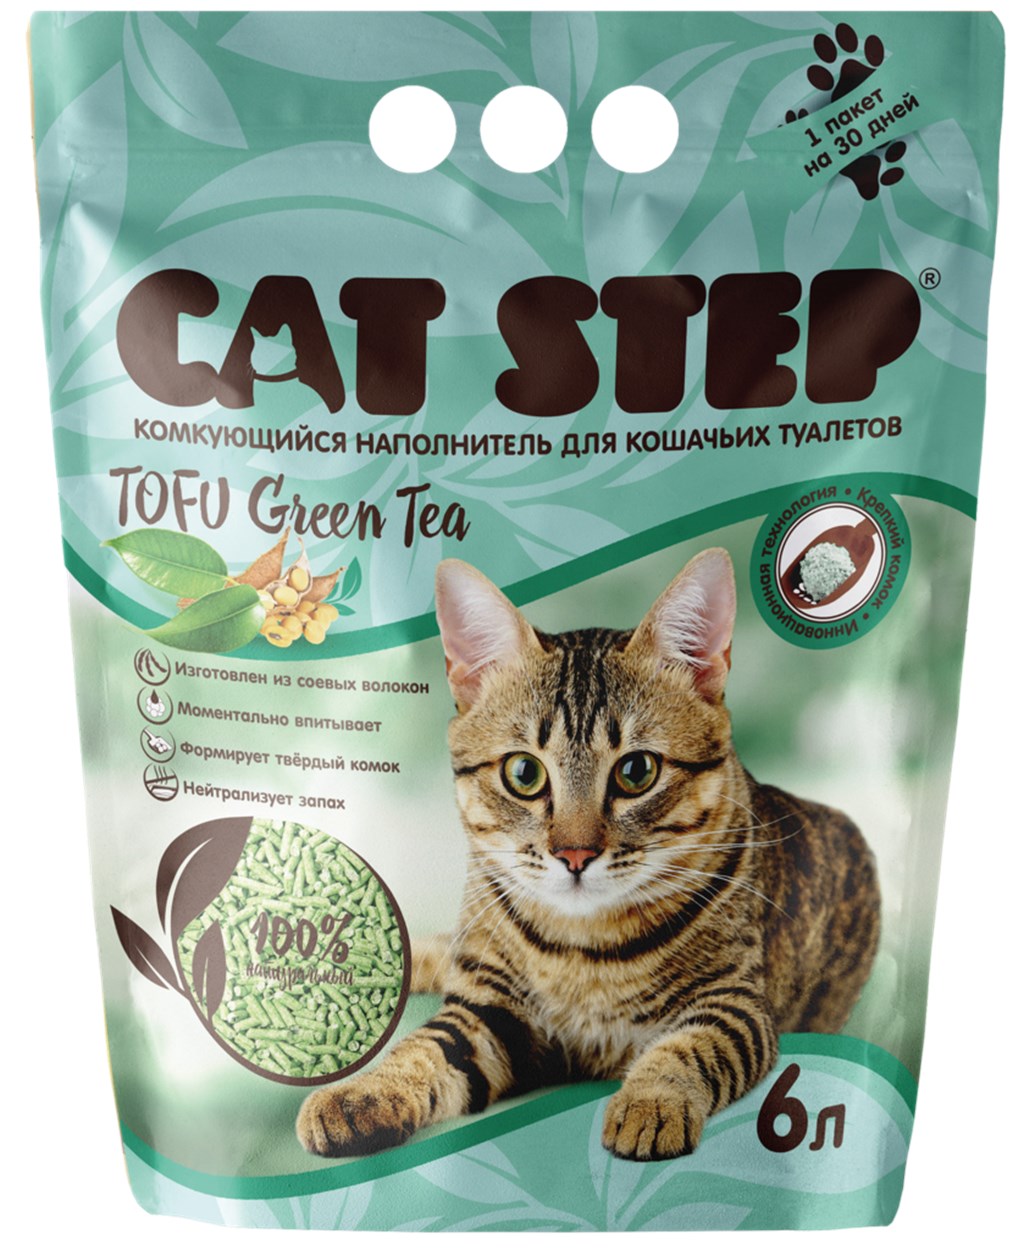 1 пакет
на 30 дней
CAT STEP®
КОМКУЮЩИЙСЯ НАПОЛНИТЕЛЬ ДЛЯ КОШАЧЬИХ ТУАЛЕТОВ
TOFU Green Tea
Инновационная технология • Крепкий комок •
Изготовлен из соевых волокон
Моментально впитывает
Формирует твёрдый комок
Нейтрализует запах
100%
натуральный
6л